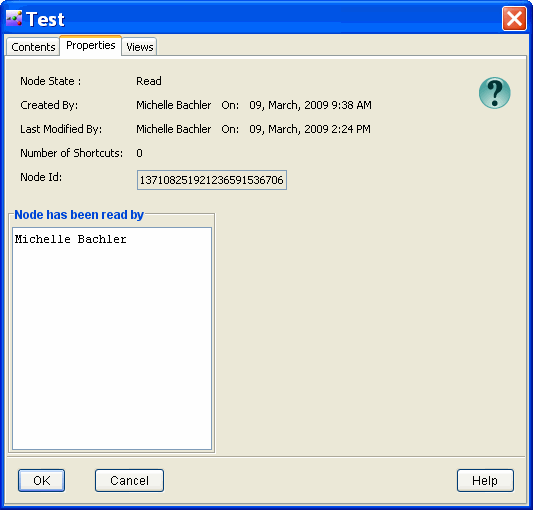 Test
Contents Properties Views
Node State : Read
Created By: Michelle Bachler On: 09, March, 2009 9:38 AM
Last Modified By: Michelle Bachler On: 09, March, 2009 2:24 PM
Number of Shortcuts: 0
Node Id: 137108251921236591536706
Node has been read by
Michelle Bachler
OK Cancel Help